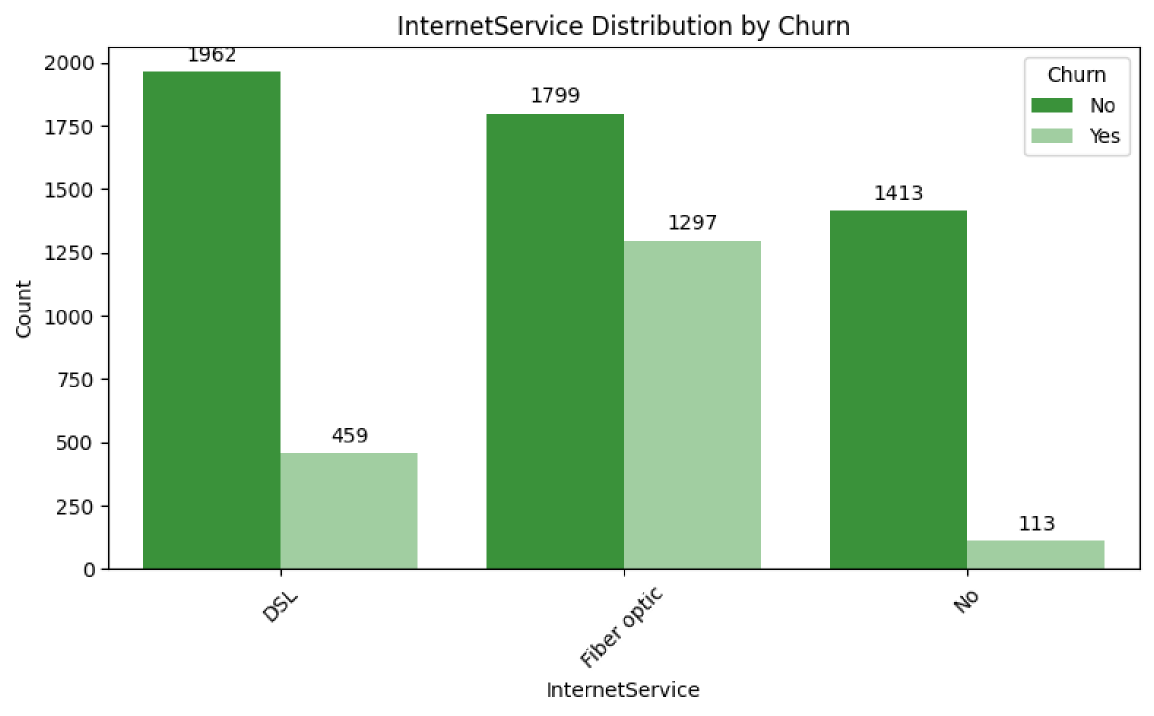 InternetService Distribution by Churn
1962
1799
1413
1297
459
113
Churn
No
Yes
Count
2000
1750
1500
1250
1000
750
500
250
0
DSL
Fiber optic
No
InternetService